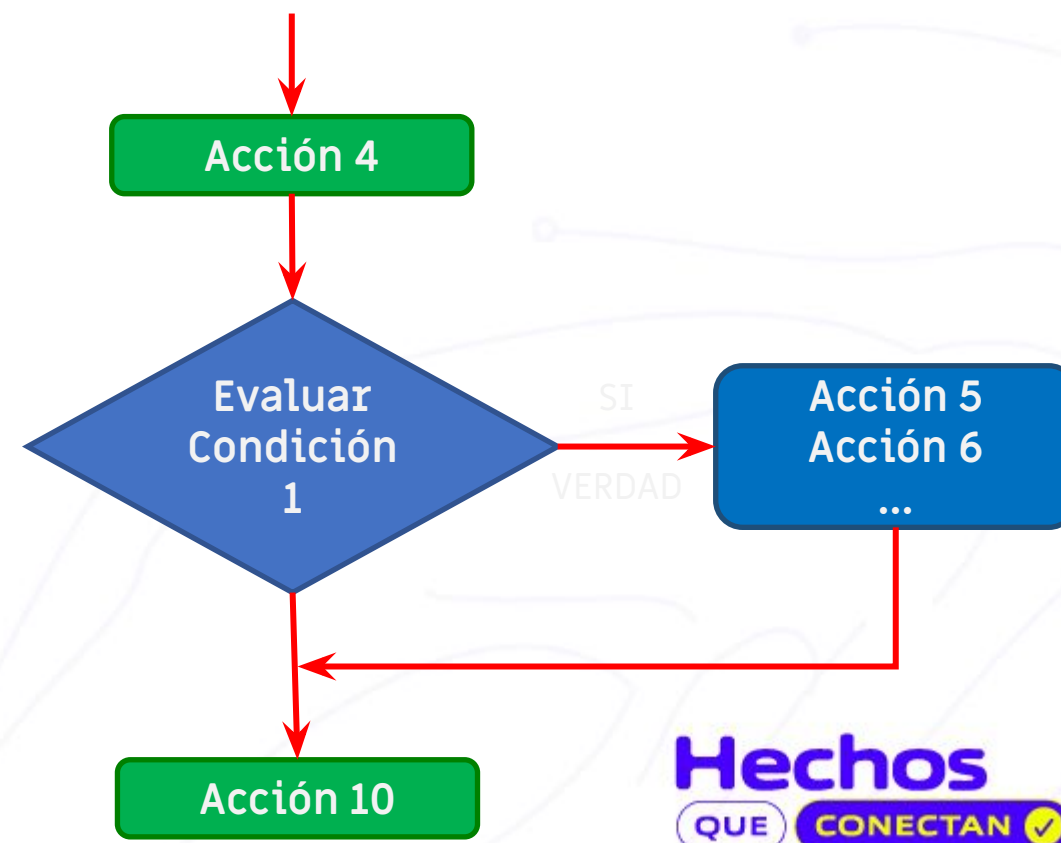 Acción 4
Evaluar
Condición
1
SI
VERDAD
Acción 5
Acción 6
...
Acción 10
Hechos
QUE CONECTAN